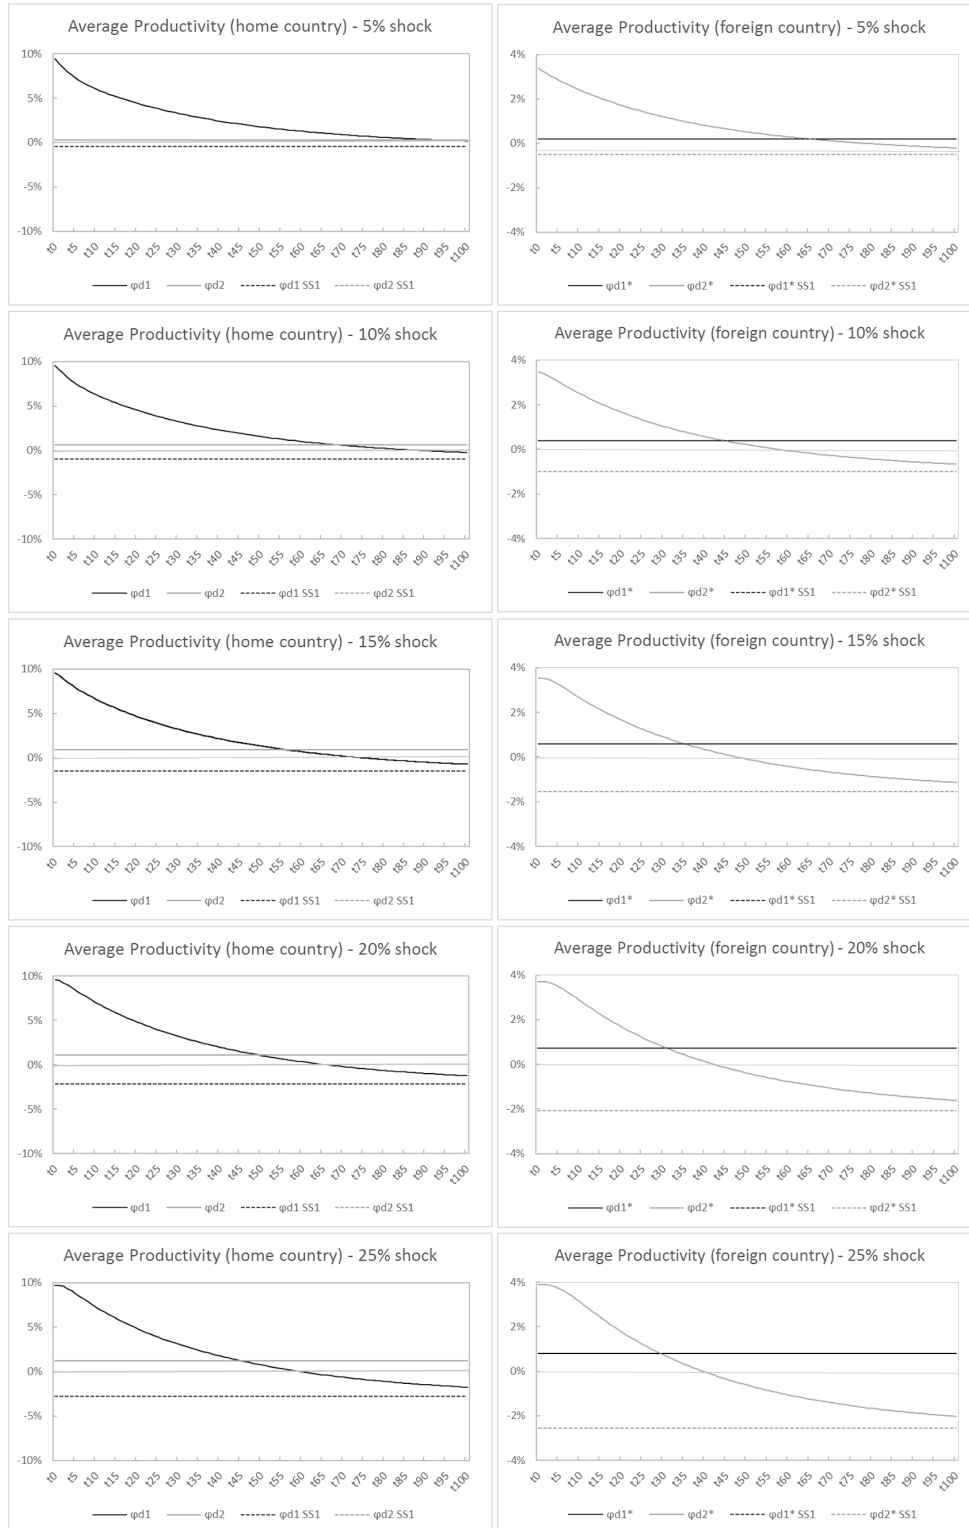 Average Productivity (home country) - 5% shock
10%
5%
0%
-5%
-10%
t0 t5 t10 t15 t20 t25 t30 t35 t40 t45 t50 t55 t60 t65 t70 t75 t80 t85 t90 t95 t100
φd1 φd2 φd1 SS1 φd2 SS1
Average Productivity (foreign country) - 5% shock
4%
2%
0%
-2%
-4%
t0 t5 t10 t15 t20 t25 t30 t35 t40 t45 t50 t55 t60 t65 t70 t75 t80 t85 t90 t95 t100
φd1* φd2* φd1* SS1 φd2* SS1
Average Productivity (home country) - 10% shock
10%
5%
0%
-5%
-10%
t0 t5 t10 t15 t20 t25 t30 t35 t40 t45 t50 t55 t60 t65 t70 t75 t80 t85 t90 t95 t100
φd1 φd2 φd1 SS1 φd2 SS1
Average Productivity (foreign country) - 10% shock
4%
2%
0%
-2%
-4%
t0 t5 t10 t15 t20 t25 t30 t35 t40 t45 t50 t55 t60 t65 t70 t75 t80 t85 t90 t95 t100
φd1* φd2* φd1* SS1 φd2* SS1
Average Productivity (home country) - 15% shock
10%
5%
0%
-5%
-10%
t0 t5 t10 t15 t20 t25 t30 t35 t40 t45 t50 t55 t60 t65 t70 t75 t80 t85 t90 t95 t100
φd1 φd2 φd1 SS1 φd2 SS1
Average Productivity (foreign country) - 15% shock
4%
2%
0%
-2%
-4%
t0 t5 t10 t15 t20 t25 t30 t35 t40 t45 t50 t55 t60 t65 t70 t75 t80 t85 t90 t95 t100
φd1* φd2* φd1* SS1 φd2* SS1
Average Productivity (home country) - 20% shock
10%
5%
0%
-5%
-10%
t0 t5 t10 t15 t20 t25 t30 t35 t40 t45 t50 t55 t60 t65 t70 t75 t80 t85 t90 t95 t100
φd1 φd2 φd1 SS1 φd2 SS1
Average Productivity (foreign country) - 20% shock
4%
2%
0%
-2%
-4%
t0 t5 t10 t15 t20 t25 t30 t35 t40 t45 t50 t55 t60 t65 t70 t75 t80 t85 t90 t95 t100
φd1* φd2* φd1* SS1 φd2* SS1
Average Productivity (home country) - 25% shock
10%
5%
0%
-5%
-10%
t0 t5 t10 t15 t20 t25 t30 t35 t40 t45 t50 t55 t60 t65 t70 t75 t80 t85 t90 t95 t100
φd1 φd2 φd1 SS1 φd2 SS1
Average Productivity (foreign country) - 25% shock
4%
2%
0%
-2%
-4%
t0 t5 t10 t15 t20 t25 t30 t35 t40 t45 t50 t55 t60 t65 t70 t75 t80 t85 t90 t95 t100
φd1* φd2* φd1* SS1 φd2* SS1